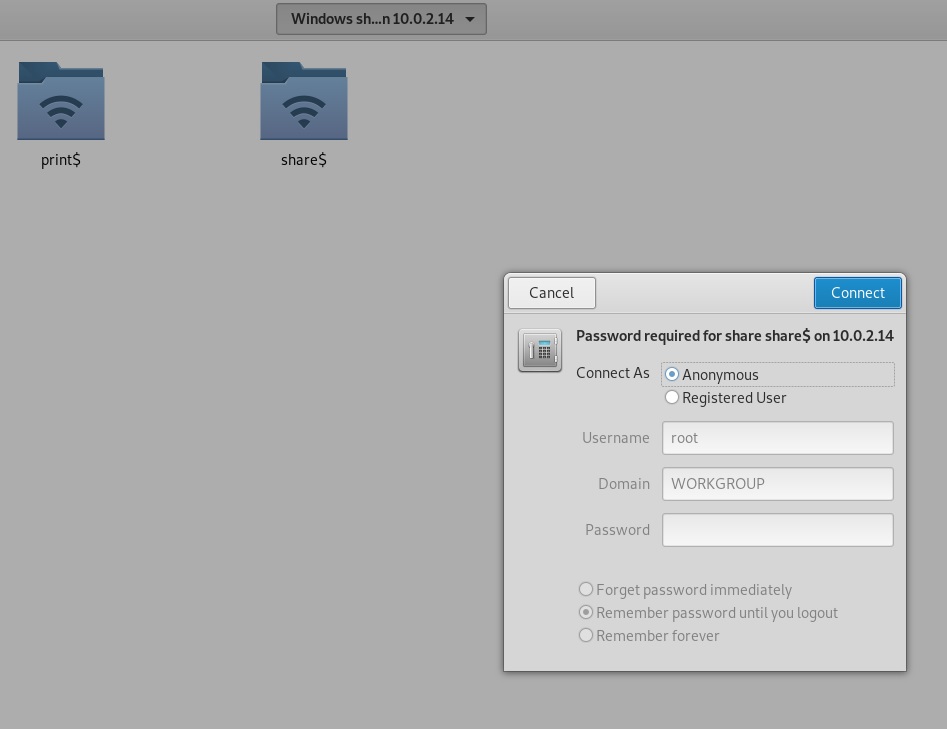 Windows sh...n 10.0.2.14
print$
share$
Cancel
Connect
Password required for share share$ on 10.0.2.14
Connect As
Anonymous
Registered User
Username
root
Domain
WORKGROUP
Password
Forget password immediately
Remember password until you logout
Remember forever